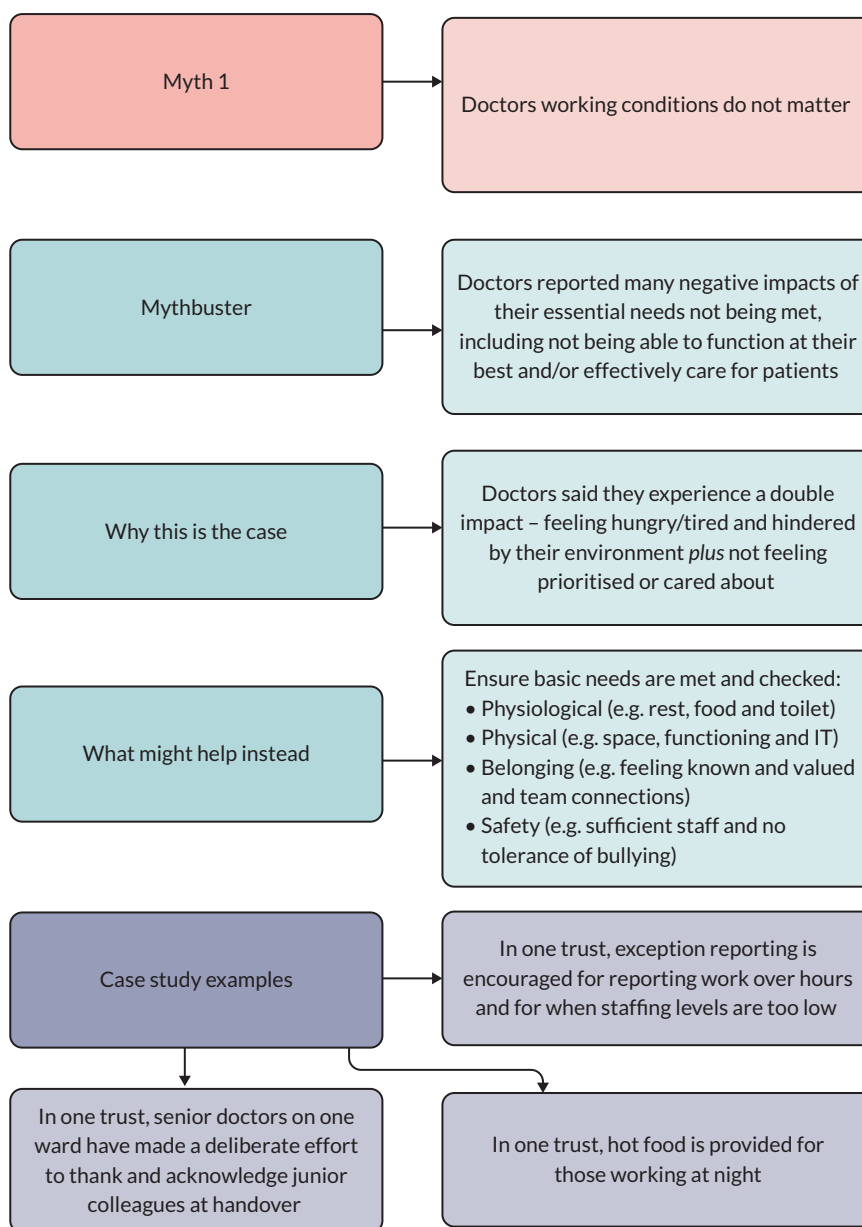 Myth 1
Doctors working conditions do not matter
Mythbuster
Doctors reported many negative impacts of
their essential needs not being met,
including not being able to function at their
best and/or effectively care for patients
Why this is the case
Doctors said they experience a double
impact – feeling hungry/tired and hindered
by their environment plus not feeling
prioritised or cared about
What might help instead
Ensure basic needs are met and checked:
• Physiological (e.g. rest, food and toilet)
• Physical (e.g. space, functioning and IT)
• Belonging (e.g. feeling known and valued
and team connections)
• Safety (e.g. sufficient staff and no
tolerance of bullying)
Case study examples
In one trust, exception reporting is
encouraged for reporting work over hours
and for when staffing levels are too low
In one trust, senior doctors on one
ward have made a deliberate effort
to thank and acknowledge junior
colleagues at handover
In one trust, hot food is provided for
those working at night